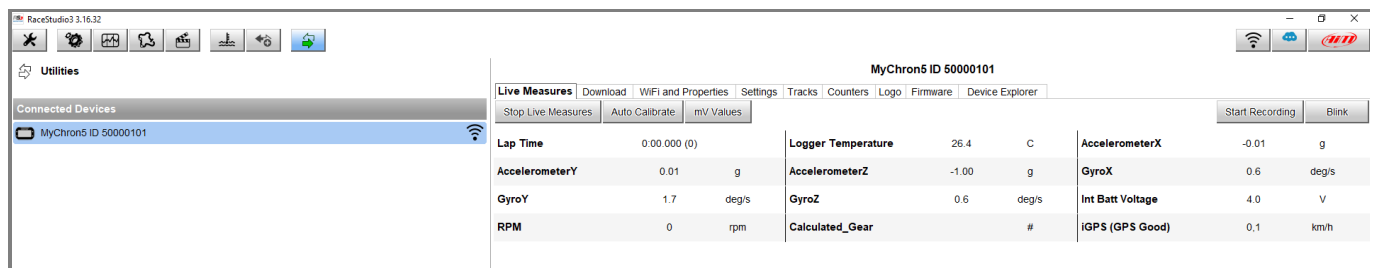 RaceStudio3 3.16.32
AIM
Utilities
MyChron5 ID 50000101
Live Measures Download WiFi and Properties Settings Tracks Counters Logo Firmware Device Explorer
Connected Devices
Stop Live Measures Auto Calibrate mV Values Start Recording Blink
MyChron5 ID 50000101
Lap Time 0:00.000 (0) Logger Temperature 26.4 C AccelerometerX -0.01 g
AccelerometerY 0.01 g AccelerometerZ -1.00 g GyroX 0.6 deg/s
GyroY 1.7 deg/s GyroZ 0.6 deg/s Int Batt Voltage 4.0 V
RPM 0 rpm Calculated_Gear # iGPS (GPS Good) 0,1 km/h